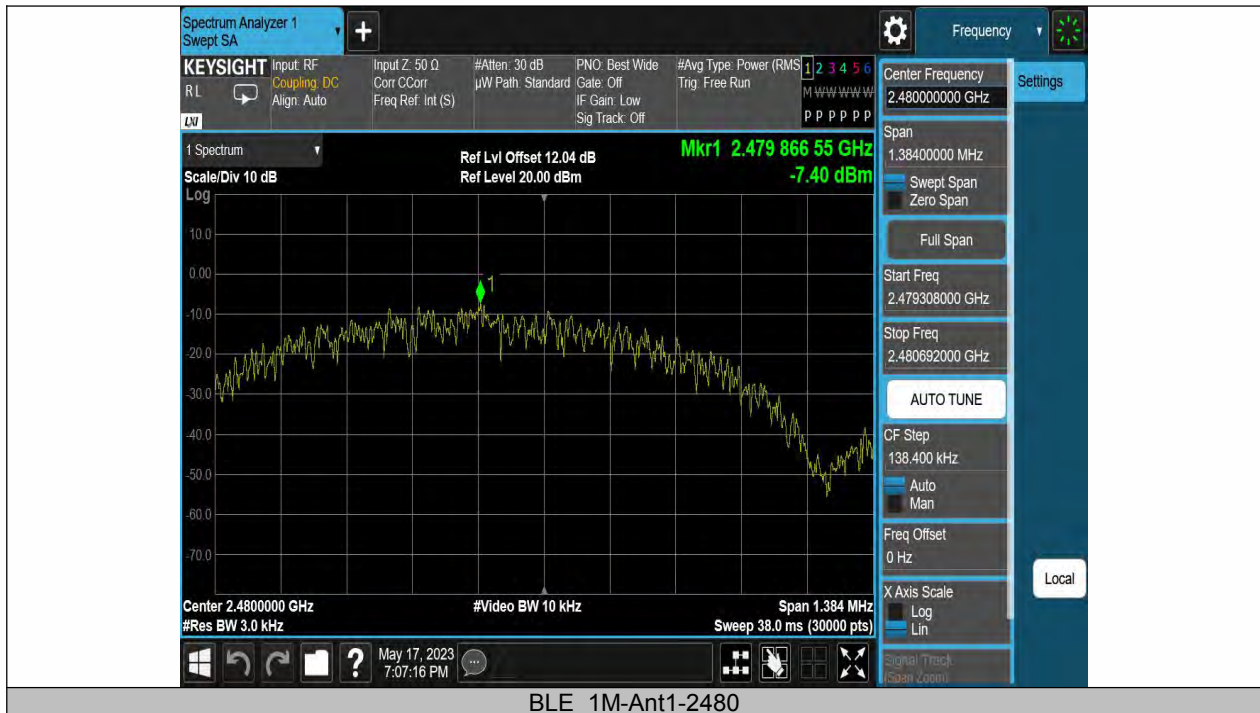 Spectrum Analyzer 1
Swept SA
+
Frequency
KEYSIGHT
RL
LXI
Input: RF
Coupling: DC
Align: Auto
Input Z: 50 Ω
Corr CCorr
Freq Ref: Int (S)
#Atten: 30 dB
µW Path: Standard
PNO: Best Wide
Gate: Off
IF Gain: Low
Sig Track: Off
#Avg Type: Power (RMS
Trig: Free Run
1 2 3 4 5 6
M W W W W W
P P P P P P
1 Spectrum
Scale/Div 10 dB
Log
Ref Lvl Offset 12.04 dB
Ref Level 20.00 dBm
Mkr1 2.479 866 55 GHz
-7.40 dBm
1
10.0
0.00
-10.0
-20.0
-30.0
-40.0
-50.0
-70.0
Center 2.4800000 GHz
#Res BW 3.0 kHz
#Video BW 10 kHz
Span 1.384 MHz
Sweep 38.0 ms (30000 pts)
Center Frequency
2.480000000 GHz
Settings
Span
1.38400000 MHz
Swept Span
Zero Span
Full Span
Start Freq
2.479308000 GHz
Stop Freq
2.480692000 GHz
AUTO TUNE
CF Step
138.400 kHz
Auto
Man
Freq Offset
0 Hz
X Axis Scale
Log
Lin
Signal Track
(Span Zoom)
Local
?
May 17, 2023
7:07:16 PM
BLE_1M-Ant1-2480